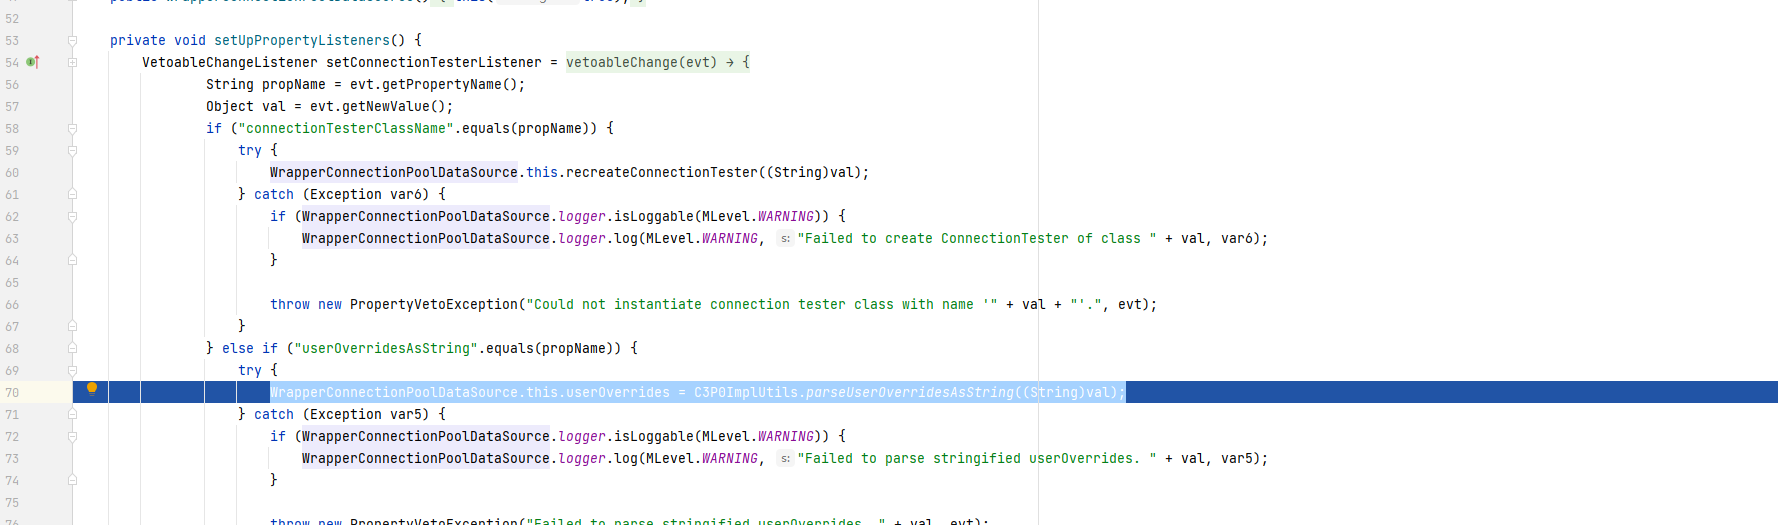 52
53 private void setUpPropertyListeners() {
54 VetoableChangeListener setConnectionTesterListener = vetoableChange(evt) → {
56 String propName = evt.getPropertyName();
57 Object val = evt.getNewValue();
58 if ("connectionTesterClassName".equals(propName)) {
59 try {
60 WrapperConnectionPoolDataSource.this.recreateConnectionTester((String)val);
61 } catch (Exception var6) {
62 if (WrapperConnectionPoolDataSource.logger.isLoggable(MLevel.WARNING)) {
63 WrapperConnectionPoolDataSource.logger.log(MLevel.WARNING, s: "Failed to create ConnectionTester of class " + val, var6);
64 }
65
66 throw new PropertyVetoException("Could not instantiate connection tester class with name '" + val + "'.", evt);
67 }
68 } else if ("userOverridesAsString".equals(propName)) {
69 try {
70 WrapperConnectionPoolDataSource.this.userOverrides = C3P0ImplUtils.parseUserOverridesAsString((String)val);
71 } catch (Exception var5) {
72 if (WrapperConnectionPoolDataSource.logger.isLoggable(MLevel.WARNING)) {
73 WrapperConnectionPoolDataSource.logger.log(MLevel.WARNING, s: "Failed to parse stringified userOverrides. " + val, var5);
74 }
75
76 throw new PropertyVetoException("Failed to parse stringified userOverrides. " + val, evt);